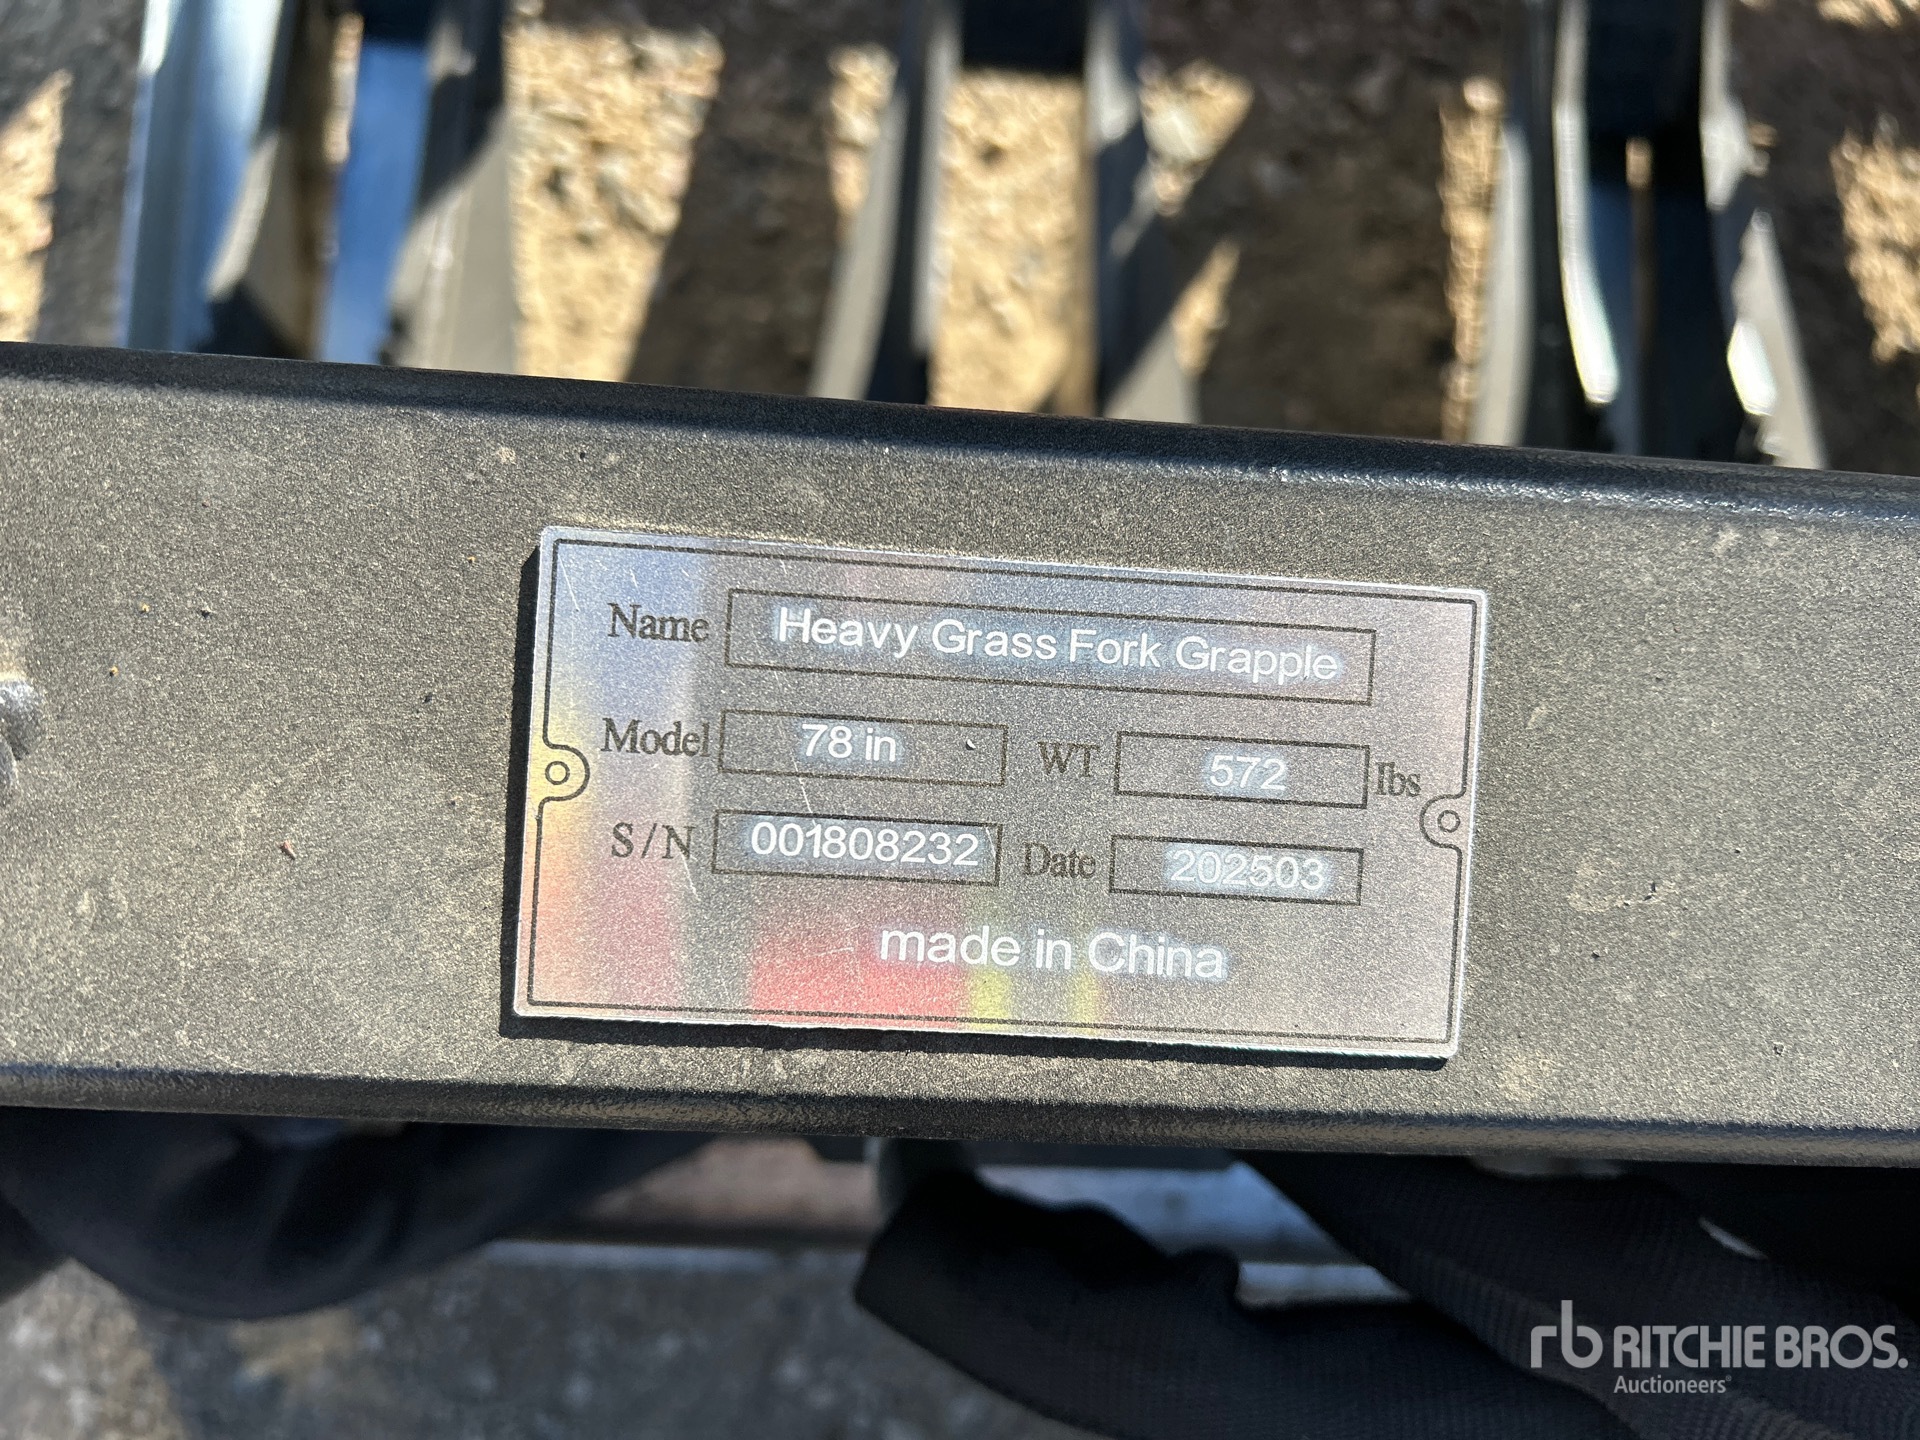 Name Heavy Grass Fork Grapple
Model 78 in WT 572 lbs
S/N 001808232 Date 202503
made in China
rb RITCHIE BROS.
Auctioneers